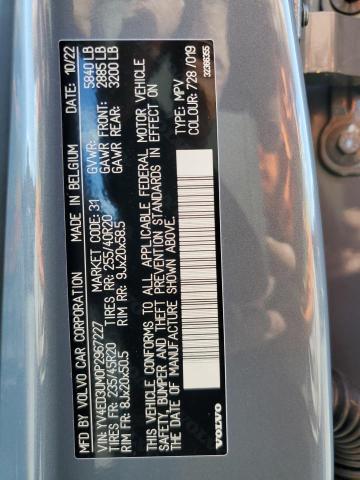 MFD BY VOLVO CAR CORPORATION MADE IN BELGIUM DATE: 10/22
VIN: YV4ED3UM0P2967227 GVWR: 5840 LB
MARKET CODE: 31 GAWR FRONT: 2865 LB
TIRES FR: 235/45R20 TIRES RR: 255/40R20 GAWR REAR: 3200 LB
RIM FR: 8Jx20x50.5 RIM RR: 9Jx20x58.5
THIS VEHICLE CONFORMS TO ALL APPLICABLE FEDERAL MOTOR VEHICLE
SAFETY, BUMPER AND THEFT PREVENTION STANDARDS IN EFFECT ON
THE DATE OF MANUFACTURE SHOWN ABOVE.
TYPE: MPV
COLOUR: 728 /019
VOLVO 32386355